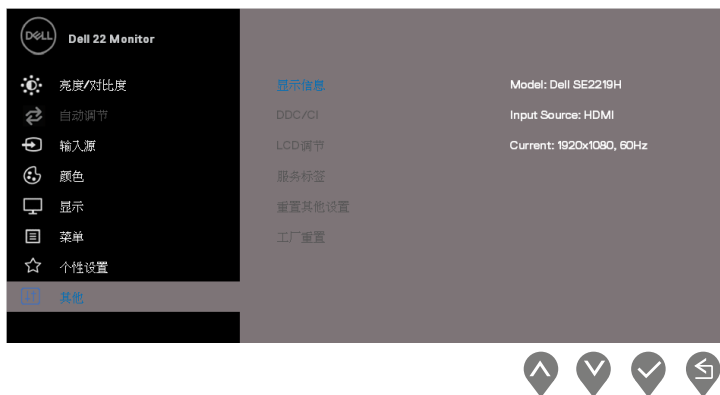 DELL
Dell 22 Monitor
亮度/对比度
自动调节
输入源
颜色
显示
菜单
个性设置
其他
显示信息
DDC/CI
LCD调节
服务标签
重置其他设置
工厂重置
Model: Dell SE2219H
Input Source: HDMI
Current: 1920x1080, 60Hz